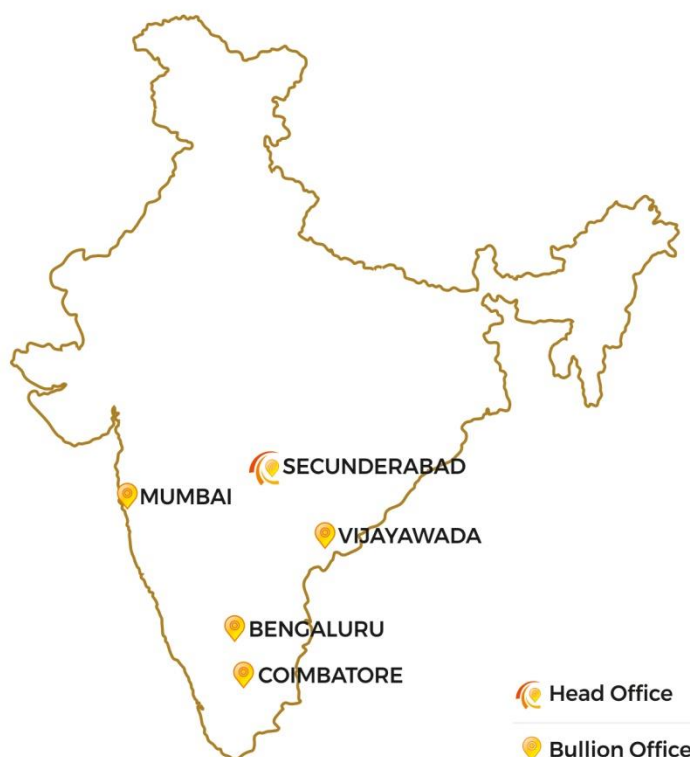 SECUNDERABAD
MUMBAI
VIJAYAWADA
BENGALURU
COIMBATORE
Head Office
Bullion Office